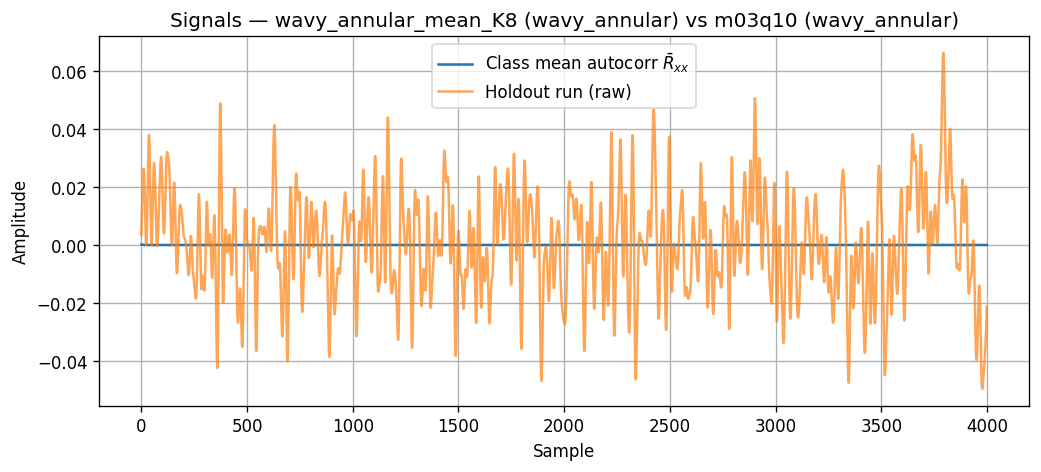 Signals — wavy_annular_mean_K8 (wavy_annular) vs m03q10 (wavy_annular)
Class mean autocorr R̄xx
Holdout run (raw)
Amplitude
0.06
0.04
0.02
0.00
−0.02
−0.04
0 500 1000 1500 2000 2500 3000 3500 4000
Sample